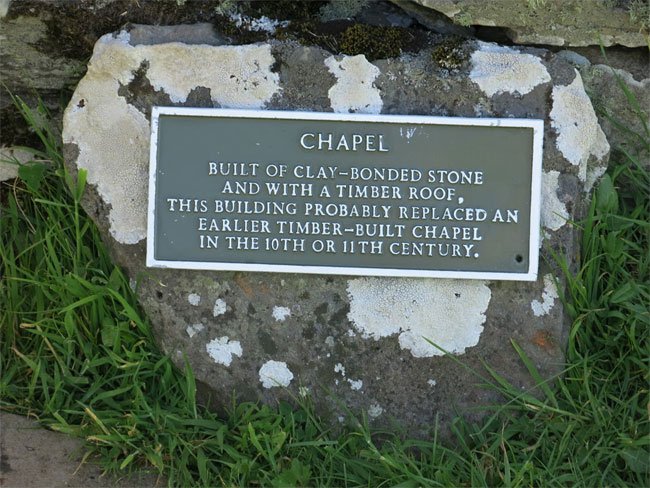 CHAPEL
BUILT OF CLAY-BONDED STONE
AND WITH A TIMBER ROOF,
THIS BUILDING PROBABLY REPLACED AN
EARLIER TIMBER-BUILT CHAPEL
IN THE 10TH OR 11TH CENTURY.